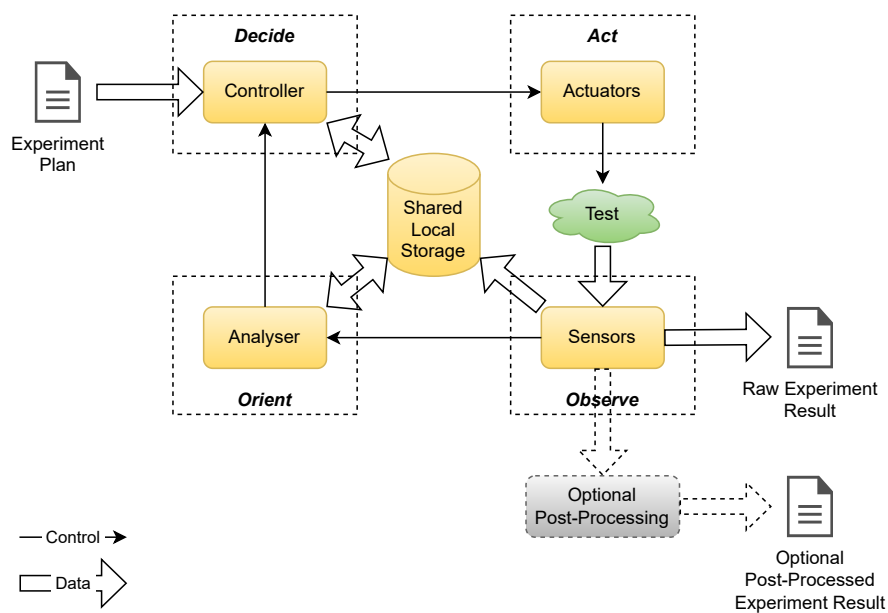 Decide
Act
Controller
Actuators
Experiment
Plan
Shared
Local
Storage
Test
Analyser
Sensors
Orient
Observe
Raw Experiment
Result
Optional
Post-Processing
Control
Data
Optional
Post-Processed
Experiment Result